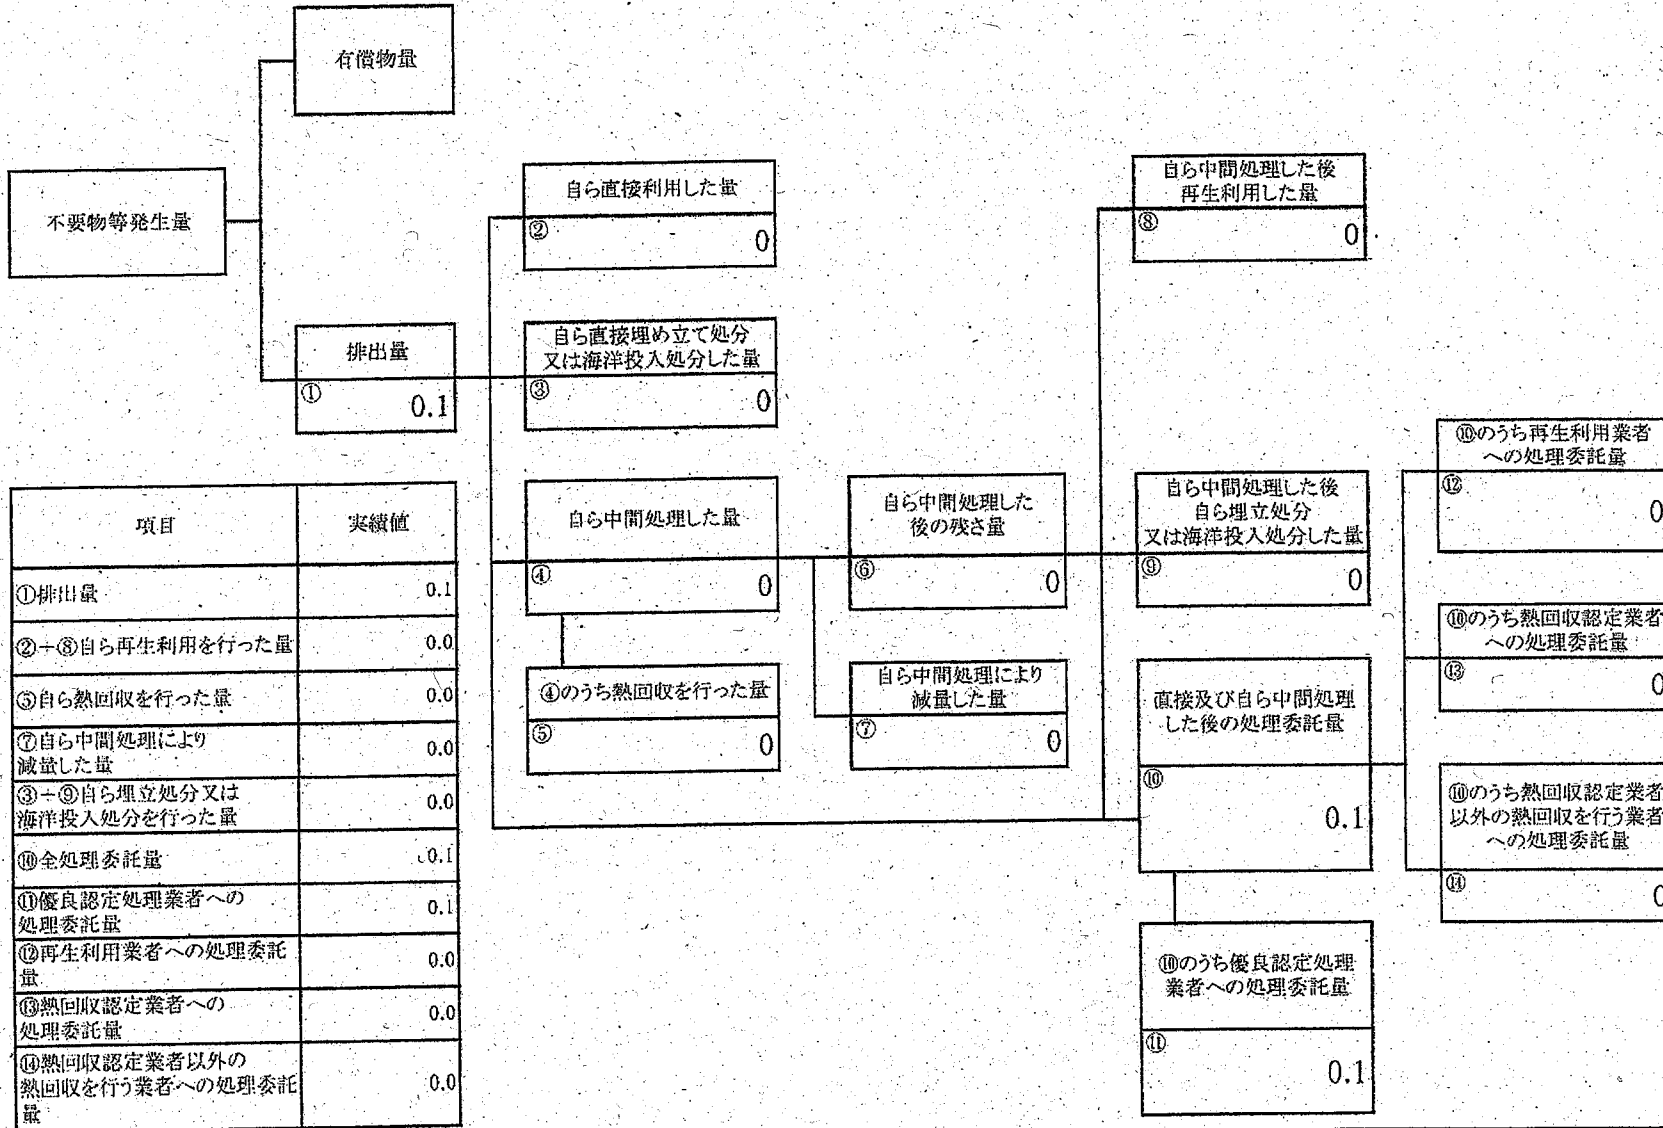 有償物量
不要物等発生量
排出量
①
0.1
自ら直接利用した量
②
0
自ら直接埋め立て処分
又は海洋投入処分した量
③
0
自ら中間処理した量
④
0
④のうち熱回収を行った量
⑤
0
自ら中間処理した
後の残さ量
⑥
0
自ら中間処理により
減量した量
⑦
0
自ら中間処理した後
再生利用した量
⑧
0
自ら中間処理した後
自ら埋立処分
又は海洋投入処分した量
⑨
0
直接及び自ら中間処理
した後の処理委託量
⑩
0.1
⑩のうち優良認定処理
業者への処理委託量
⑪
0.1
⑩のうち再生利用業者
への処理委託量
⑫
0
⑩のうち熱回収認定業者
への処理委託量
⑬
0
⑩のうち熱回収認定業者
以外の熱回収を行う業者
への処理委託量
⑭
0
項目 実績値
①排出量 0.1
②+⑧自ら再生利用を行った量 0.0
⑤自ら熱回収を行った量 0.0
⑦自ら中間処理により
減量した量 0.0
③+⑨自ら埋立処分又は
海洋投入処分を行った量 0.0
⑩全処理委託量 0.1
⑪優良認定処理業者への
処理委託量 0.1
⑫再生利用業者への処理委託
量 0.0
⑬熱回収認定業者への
処理委託量 0.0
⑭熱回収認定業者以外の
熱回収を行う業者への処理委託
量 0.0